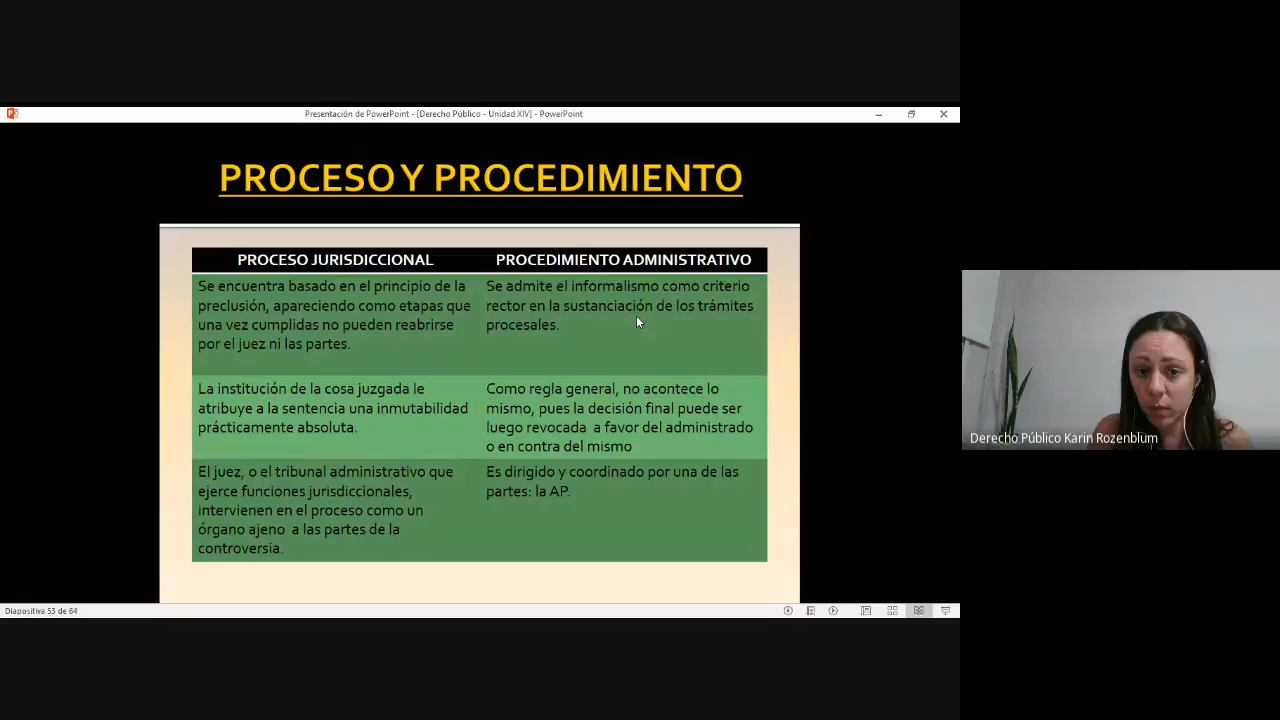 Presentación de PowerPoint - [Derecho Público - Unidad XIV] - PowerPoint
PROCESO Y PROCEDIMIENTO
PROCESO JURISDICCIONAL
PROCEDIMIENTO ADMINISTRATIVO
Se encuentra basado en el principio de la
preclusión, apareciendo como etapas que
una vez cumplidas no pueden reabrirse
por el juez ni las partes.
Se admite el informalismo como criterio
rector en la sustanciación de los trámites
procesales.
La institución de la cosa juzgada le
atribuye a la sentencia una inmutabilidad
prácticamente absoluta.
Como regla general, no acontece lo
mismo, pues la decisión final puede ser
luego revocada a favor del administrado
o en contra del mismo
El juez, o el tribunal administrativo que
ejerce funciones jurisdiccionales,
intervienen en el proceso como un
órgano ajeno a las partes de la
controversia.
Es dirigido y coordinado por una de las
partes: la AP.
Derecho Público Karin Rozenblum
Diapositiva 53 de 64